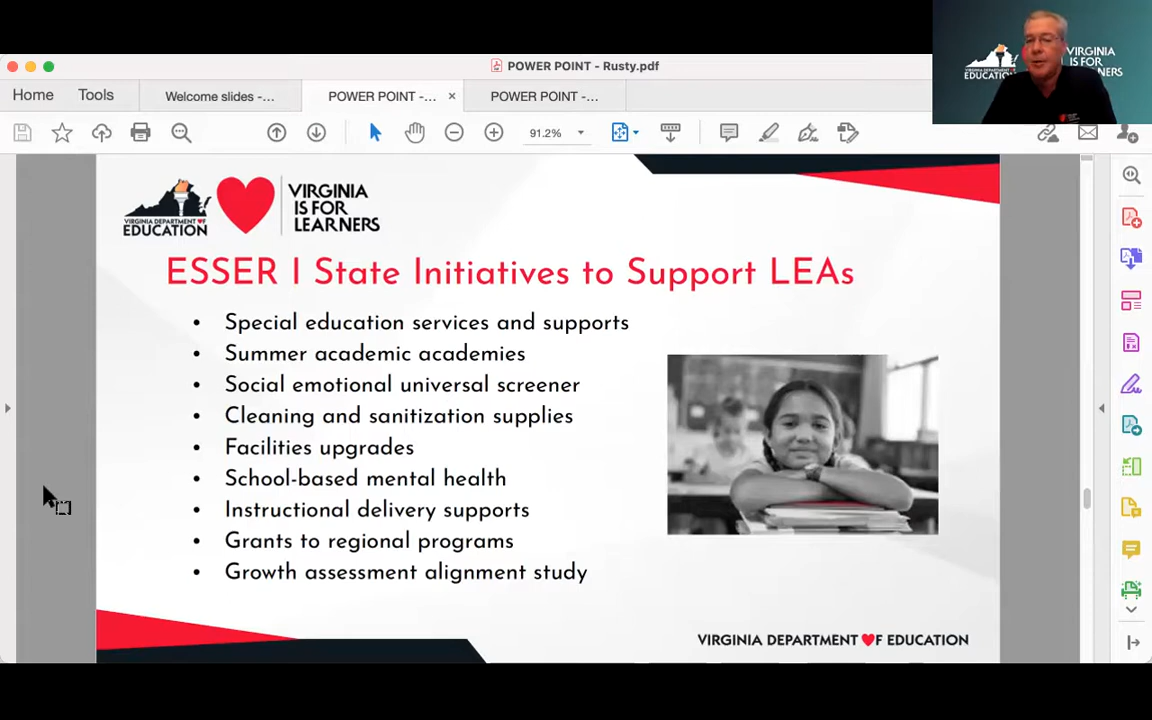 POWER POINT - Rusty.pdf
Home
Tools
Welcome slides -...
POWER POINT -...
×
POWER POINT -...
91.2%
VIRGINIA DEPARTMENT OF
EDUCATION
VIRGINIA
IS FOR
LEARNERS
VIRGINIA
IS FOR
LEARNERS
VIRGINIA DEPARTMENT
EDUCATION
ESSER I State Initiatives to Support LEAs
• Special education services and supports
• Summer academic academies
• Social emotional universal screener
• Cleaning and sanitization supplies
• Facilities upgrades
• School-based mental health
• Instructional delivery supports
• Grants to regional programs
• Growth assessment alignment study
VIRGINIA DEPARTMENT ♥F EDUCATION